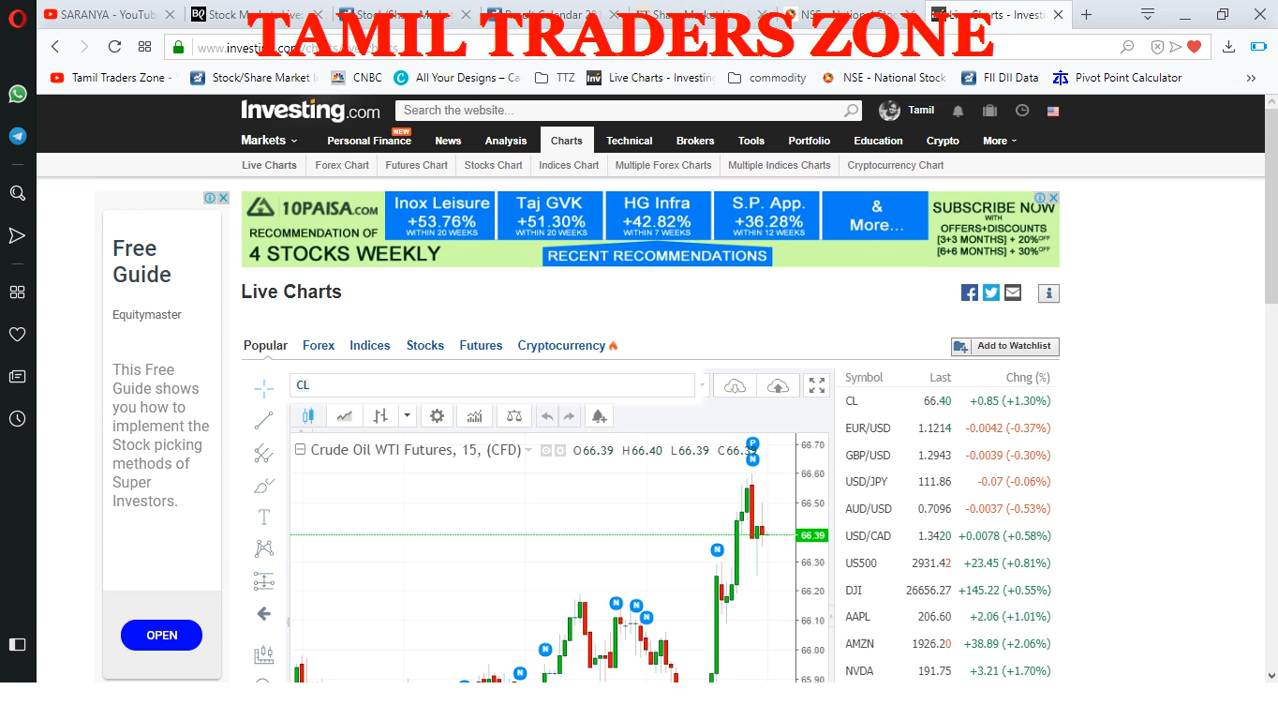 SARANYA - YouTub
Stock Mark
TAMIL TRADERS ZONE
Live Charts - Investi
www.investing.com/charts/live-charts
Tamil Traders Zone -
Stock/Share Market I
CNBC
All Your Designs – Ca
TTZ
Live Charts - Investing
commodity
NSE - National Stock
FII DII Data
Pivot Point Calculator
Investing.com
Search the website...
Tamil
Markets
Personal Finance
NEW
News
Analysis
Charts
Technical
Brokers
Tools
Portfolio
Education
Crypto
More
Live Charts
Forex Chart
Futures Chart
Stocks Chart
Indices Chart
Multiple Forex Charts
Multiple Indices Charts
Cryptocurrency Chart
Free
Guide
Equitymaster
This Free
Guide shows
you how to
implement the
Stock picking
methods of
Super
Investors.
OPEN
10PAISA.COM
RECOMMENDATION OF
4 STOCKS WEEKLY
Inox Leisure
+53.76%
WITHIN 20 WEEKS
Taj GVK
+51.30%
WITHIN 20 WEEKS
HG Infra
+42.82%
WITHIN 7 WEEKS
S.P. App.
+36.28%
WITHIN 12 WEEKS
&
More...
RECENT RECOMMENDATIONS
SUBSCRIBE NOW
WITH
OFFERS+DISCOUNTS
[3+3 MONTHS] + 20%OFF
[6+6 MONTHS] + 30%OFF
Live Charts
Popular
Forex
Indices
Stocks
Futures
Cryptocurrency
Add to Watchlist
CL
Crude Oil WTI Futures, 15, (CFD)
O66.39 H66.40 L66.39 C66.39
P
N
N
N
N
N
N
N
66.70
66.60
66.50
66.39
66.30
66.20
66.10
66.00
65.90
Symbol Last Chng (%)
CL 66.40 +0.85 (+1.30%)
EUR/USD 1.1214 -0.0042 (-0.37%)
GBP/USD 1.2943 -0.0039 (-0.30%)
USD/JPY 111.86 -0.07 (-0.06%)
AUD/USD 0.7096 -0.0037 (-0.53%)
USD/CAD 1.3420 +0.0078 (+0.58%)
US500 2931.42 +23.45 (+0.81%)
DJI 26656.27 +145.22 (+0.55%)
AAPL 206.60 +2.06 (+1.01%)
AMZN 1926.20 +38.89 (+2.06%)
NVDA 191.75 +3.21 (+1.70%)